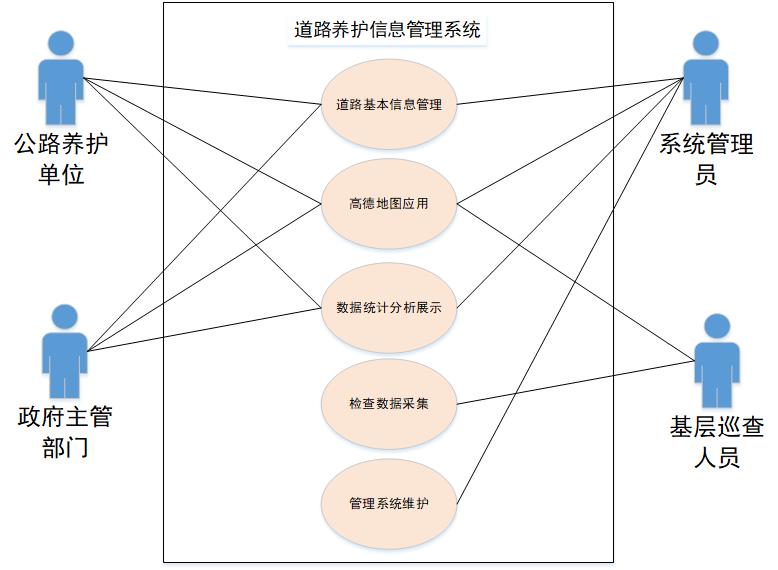 道路养护信息管理系统
公路养护
单位
系统管理
员
道路基本信息管理
高德地图应用
数据统计分析展示
检查数据采集
管理系统维护
政府主管
部门
基层巡查
人员